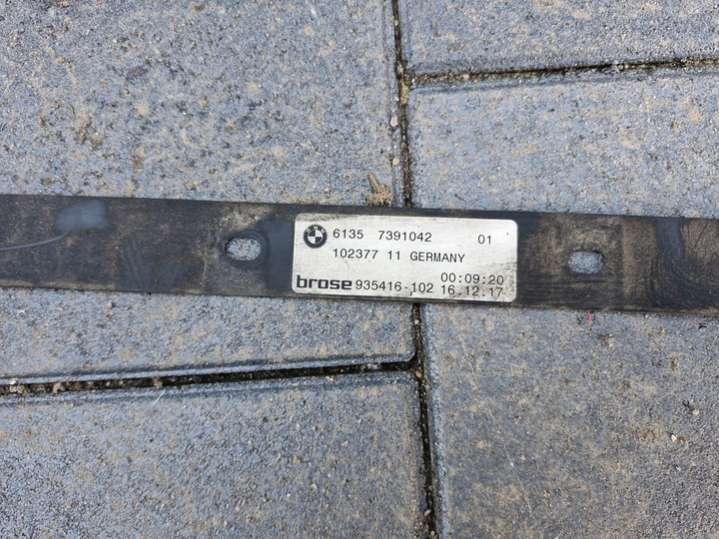 6135 7391042 01
102377 11 GERMANY
00:09:20
brose 935416-102 16.12.17